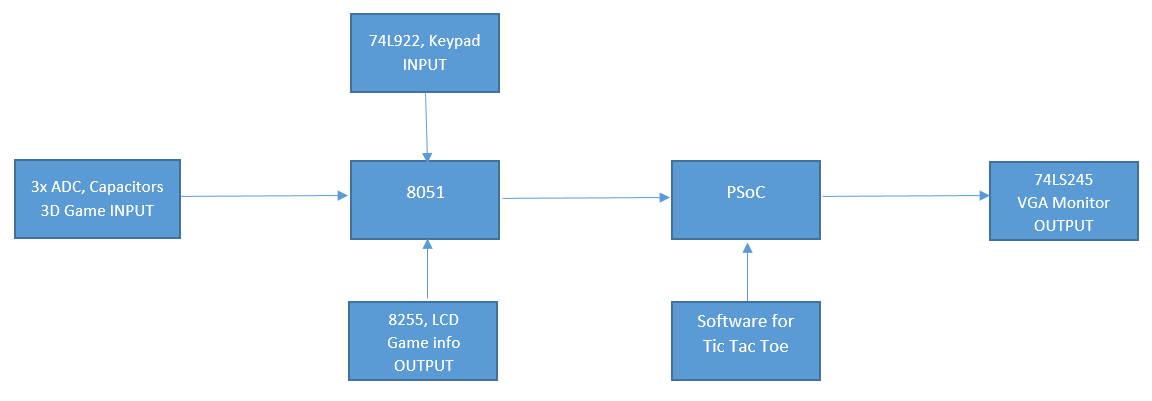 74L922, Keypad
INPUT
3x ADC, Capacitors
3D Game INPUT
8051
PSoC
74LS245
VGA Monitor
OUTPUT
8255, LCD
Game info
OUTPUT
Software for
Tic Tac Toe